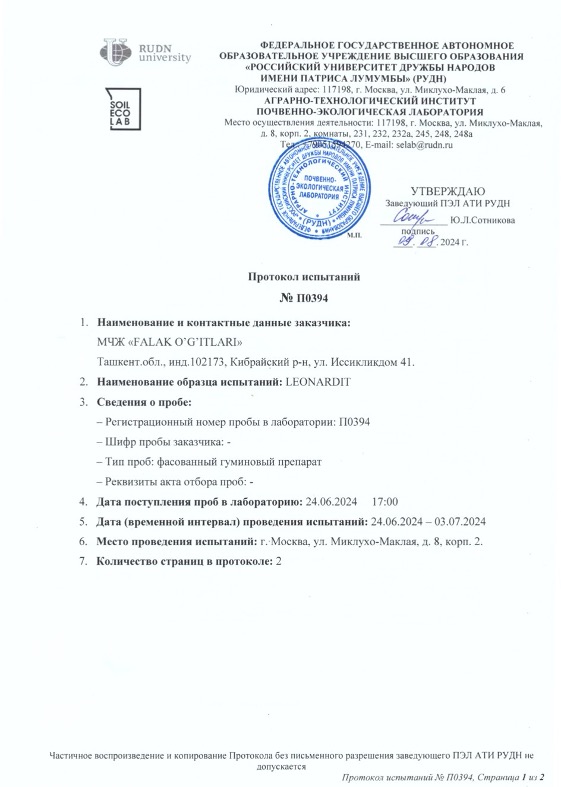 RUDN
university
SOIL
ECO
LAB
ФЕДЕРАЛЬНОЕ ГОСУДАРСТВЕННОЕ АВТОНОМНОЕ
ОБРАЗОВАТЕЛЬНОЕ УЧРЕЖДЕНИЕ ВЫСШЕГО ОБРАЗОВАНИЯ
«РОССИЙСКИЙ УНИВЕРСИТЕТ ДРУЖБЫ НАРОДОВ
ИМЕНИ ПАТРИСА ЛУМУМБЫ» (РУДН)
Юридический адрес: 117198, г. Москва, ул. Миклухо-Маклая, д. 6
АГРАРНО-ТЕХНОЛОГИЧЕСКИЙ ИНСТИТУТ
ПОЧВЕННО-ЭКОЛОГИЧЕСКАЯ ЛАБОРАТОРИЯ
Место осуществления деятельности: 117198, г. Москва, ул. Миклухо-Маклая,
д. 8, корп. 2, комнаты, 231, 232, 232а, 245, 248, 248а
E-mail: selab@rudn.ru
ПОЧВЕННО-
ЭКОЛОГИЧЕСКАЯ
ЛАБОРАТОРИЯ
АГРАРНО-ТЕХНОЛОГИЧЕСКИЙ ИНСТИТУТ
(РУДН)
УТВЕРЖДАЮ
Заведующий ПЭЛ АТИ РУДН
Ю.Л.Сотникова
подпись
М.П.
08. 2024 г.
Протокол испытаний
№ П0394
1. Наименование и контактные данные заказчика:
МЧЖ «FALAK O`G`ITLARI»
Ташкент.обл., инд.102173, Кибрайский р-н, ул. Иссикликдом 41.
2. Наименование образца испытаний: LEONARDIT
3. Сведения о пробе:
– Регистрационный номер пробы в лаборатории: П0394
– Шифр пробы заказчика: -
– Тип проб: фасованный гуминовый препарат
– Реквизиты акта отбора проб: -
4. Дата поступления проб в лабораторию: 24.06.2024 17:00
5. Дата (временной интервал) проведения испытаний: 24.06.2024 – 03.07.2024
6. Место проведения испытаний: г. Москва, ул. Миклухо-Маклая, д. 8, корп. 2.
7. Количество страниц в протоколе: 2
Частичное воспроизведение и копирование Протокола без письменного разрешения заведующего ПЭЛ АТИ РУДН не
допускается
Протокол испытаний № П0394, Страница 1 из 2